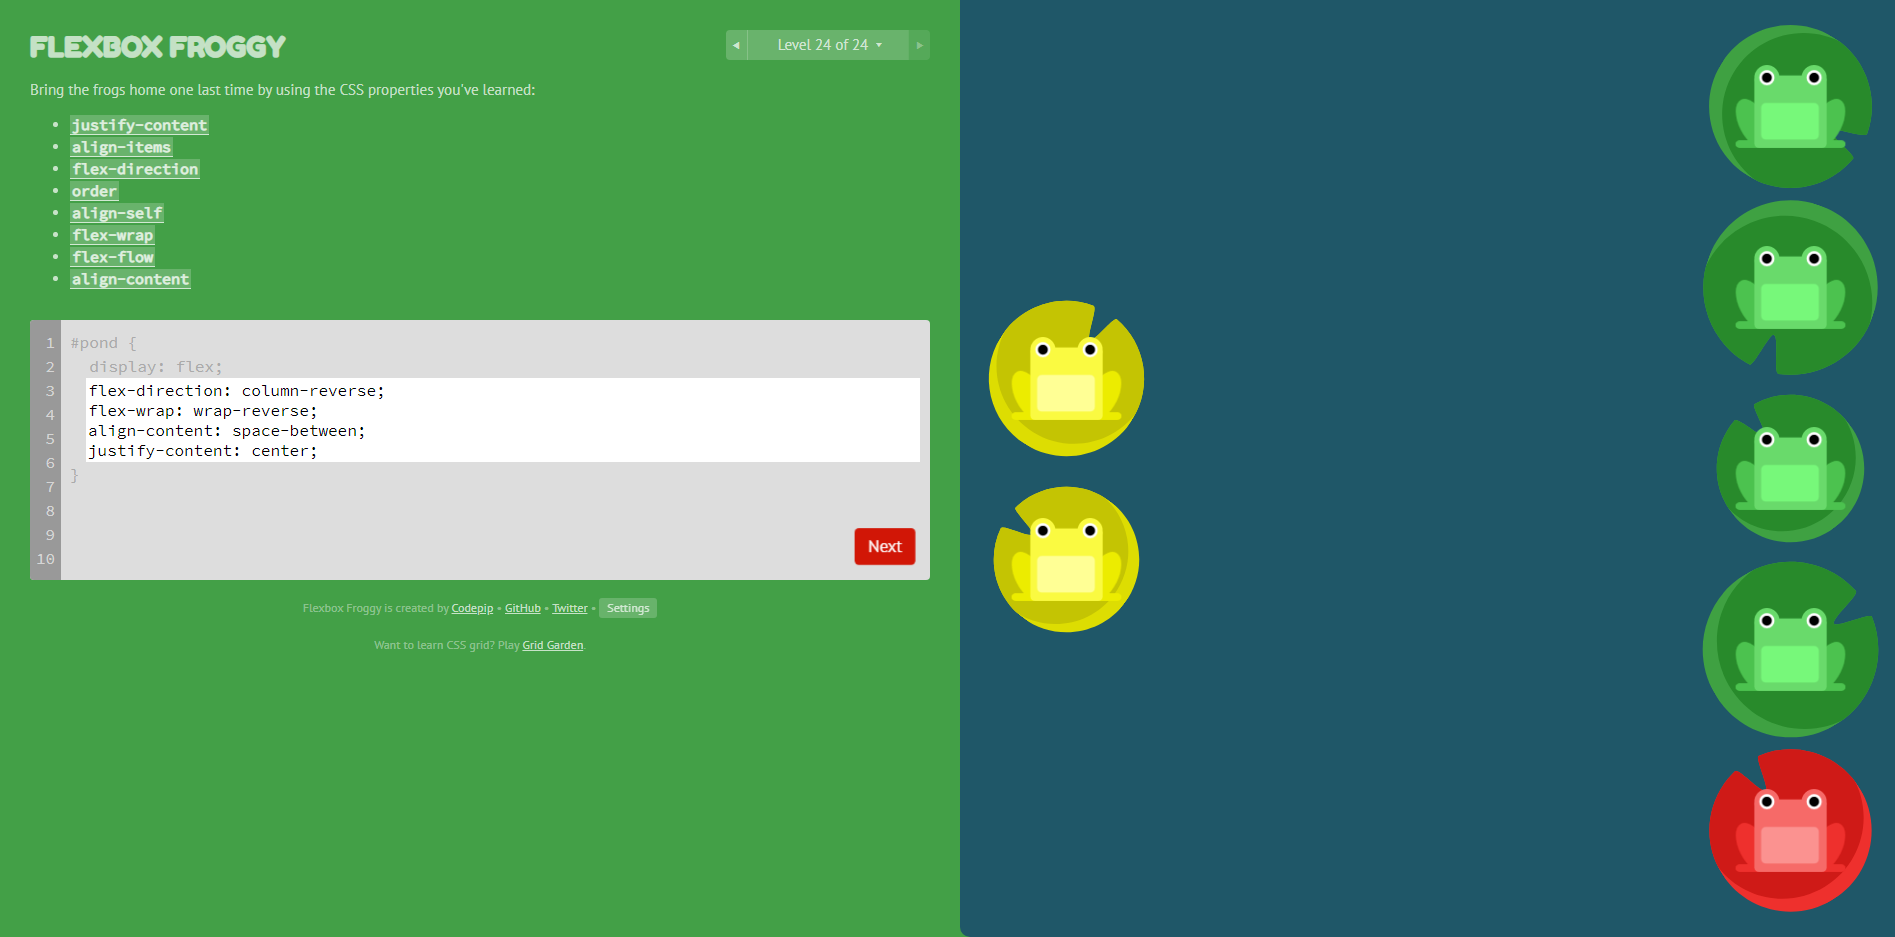 FLEXBOX FROGGY
◀ Level 24 of 24 ▾ ▶
Bring the frogs home one last time by using the CSS properties you've learned:
• justify-content
• align-items
• flex-direction
• order
• align-self
• flex-wrap
• flex-flow
• align-content
1 #pond {
2 display: flex;
3 flex-direction: column-reverse;
4 flex-wrap: wrap-reverse;
5 align-content: space-between;
6 justify-content: center;
7 }
8
9
10
Next
Flexbox Froggy is created by Codepip • GitHub • Twitter • Settings
Want to learn CSS grid? Play Grid Garden.